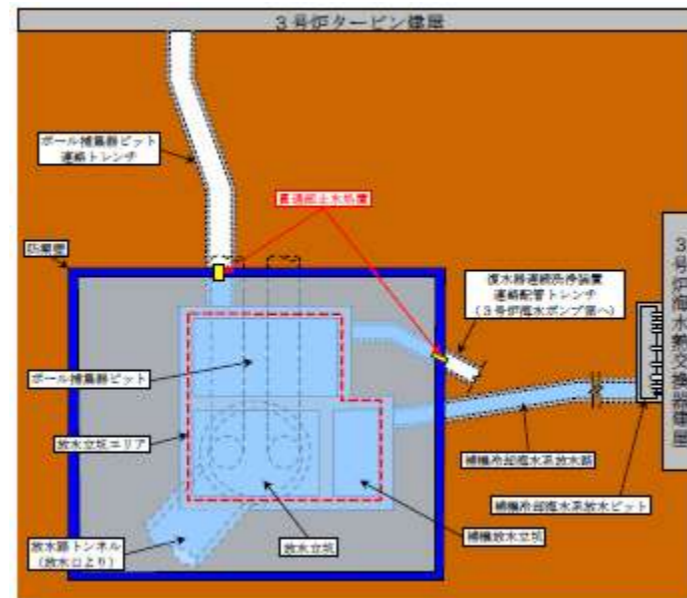 3号炉タービン建屋
ボール捕集器ピット
連絡トレンチ
貫通部止水処置
防潮壁
復水器連続洗浄装置
連絡配管トレンチ
(3号炉海水ポンプ室へ)
3号炉海水熱交換器建屋
ボール捕集器ピット
放水立坑エリア
補機冷却海水系放水路
補機冷却海水系放水ピット
放水路トンネル
(放水口より)
放水立坑
補機放水立坑